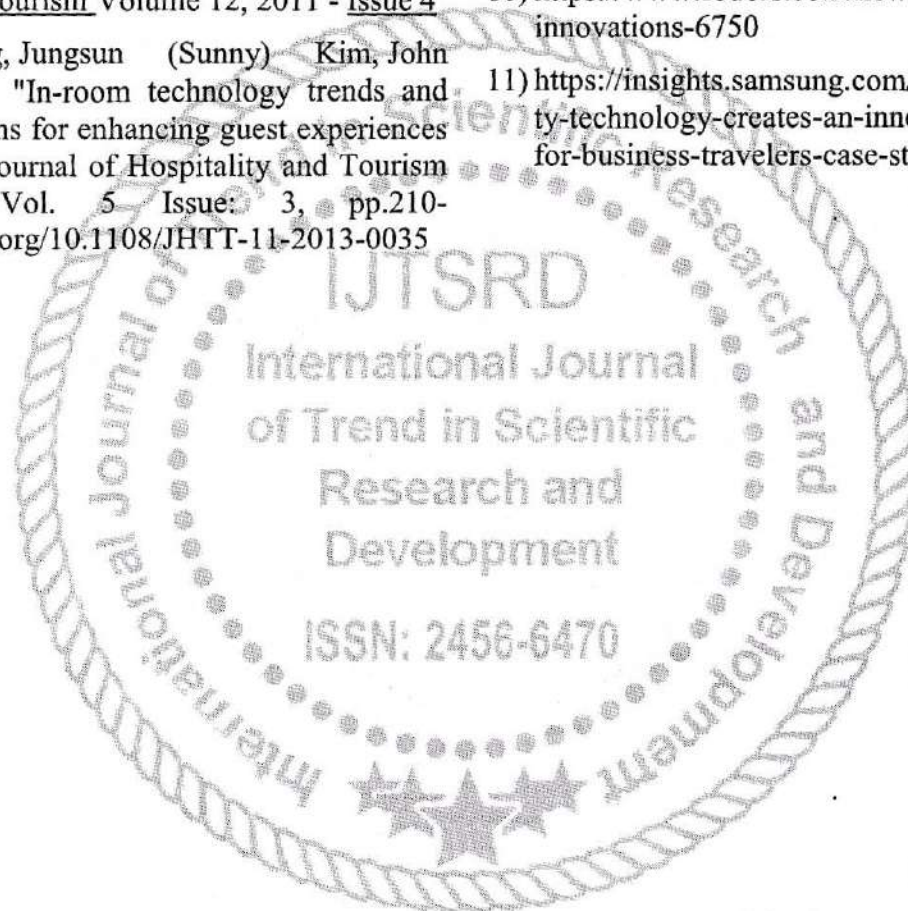 Tourism Volume 12, 2011 - Issue 4
Jungsun (Sunny) Kim, John
"In-room technology trends and
for enhancing guest experiences
Journal of Hospitality and Tourism
Vol. 5 Issue: 3, pp.210-
org/10.1108/JHTT-11-2013-0035
innovations-6750
11) https://insights.samsung.com/
ty-technology-creates-an-inno
for-business-travelers-case-st
International Journal of Trend in Scientific Research and Development
IJTSRD
International Journal
of Trend in Scientific
Research and
Development
ISSN: 2456-6470